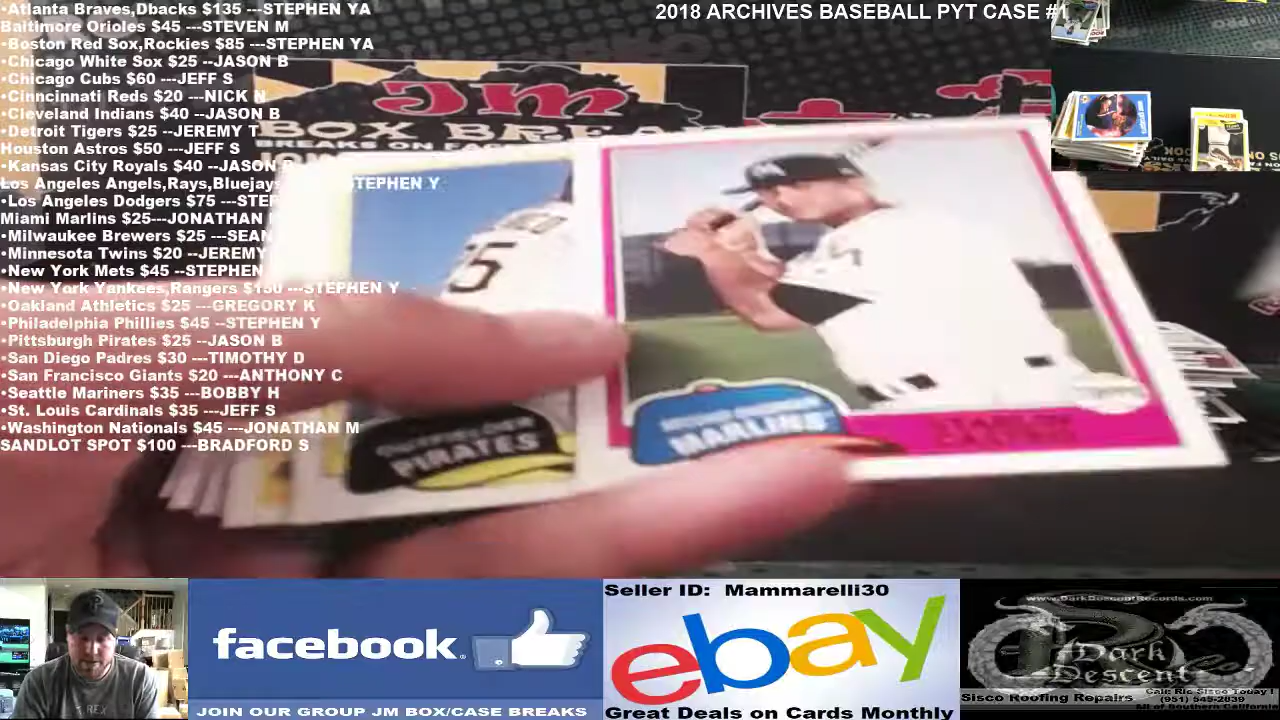 •Atlanta Braves,Dbacks $135 ---STEPHEN YA
Baltimore Orioles $45 ---STEVEN M
•Boston Red Sox,Rockies $85 ---STEPHEN YA
•Chicago White Sox $25 --JASON B
•Chicago Cubs $60 ---JEFF S
•Cinncinnati Reds $20 ---NICK N
•Cleveland Indians $40 ---JASON B
•Detroit Tigers $25 ---JEREMY T
Houston Astros $50 ---JEFF S
•Kansas City Royals $40 --JASON
Los Angeles Angels,Rays,Bluejays STEPHEN Y
•Los Angeles Dodgers $75 ---STEP
Miami Marlins $25---JONATHAN
•Milwaukee Brewers $25 ---SEAN
•Minnesota Twins $20 --JEREMY
•New York Mets $45 --STEPHEN
•New York Yankees,Rangers $150 ---STEPHEN Y
•Oakland Athletics $25 ---GREGORY K
•Philadelphia Phillies $45 --STEPHEN Y
•Pittsburgh Pirates $25 --JASON B
•San Diego Padres $30 ---TIMOTHY D
•San Francisco Giants $20 ---ANTHONY C
•Seattle Mariners $35 ---BOBBY H
•St. Louis Cardinals $35 ---JEFF S
•Washington Nationals $45 ---JONATHAN M
SANDLOT SPOT $100 ---BRADFORD S
2018 ARCHIVES BASEBALL PYT CASE #1
JM
BOX BREA
BREAKS ON FAC
PIRATES
MARLINS
facebook.
JOIN OUR GROUP JM BOX/CASE BREAKS
Seller ID: Mammarelli30
ebay
Great Deals on Cards Monthly
www.DarkDescentRecords.com
Dark
Descent
Sisco Roofing Repairs
Call: Ric Sisco Today !
(951) 545-2839
All of Southern California